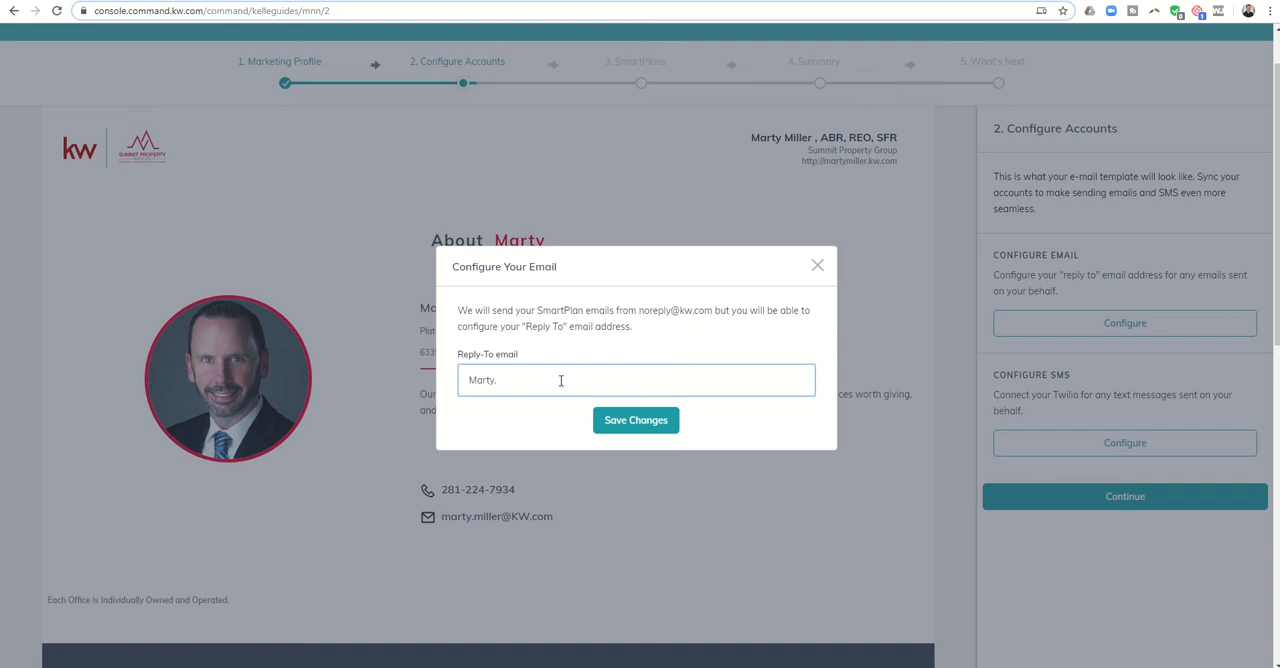 console.command.kw.com/command/kelleguides/mnn/2
1. Marketing Profile
2. Configure Accounts
3. SmartPlans
4. Summary
5. What's Next
kw
SUMMIT PROPERTY
Marty Miller , ABR, REO, SFR
Summit Property Group
http://martymiller.kw.com
About Marty
281-224-7934
marty.miller@KW.com
Each Office Is Individually Owned and Operated.
Configure Your Email
We will send your SmartPlan emails from noreply@kw.com but you will be able to
configure your "Reply To" email address.
Reply-To email
Marty.
Save Changes
2. Configure Accounts
This is what your e-mail template will look like. Sync your
accounts to make sending emails and SMS even more
seamless.
CONFIGURE EMAIL
Configure your "reply to" email address for any emails sent
on your behalf.
Configure
CONFIGURE SMS
Connect your Twilio for any text messages sent on your
behalf.
Configure
Continue